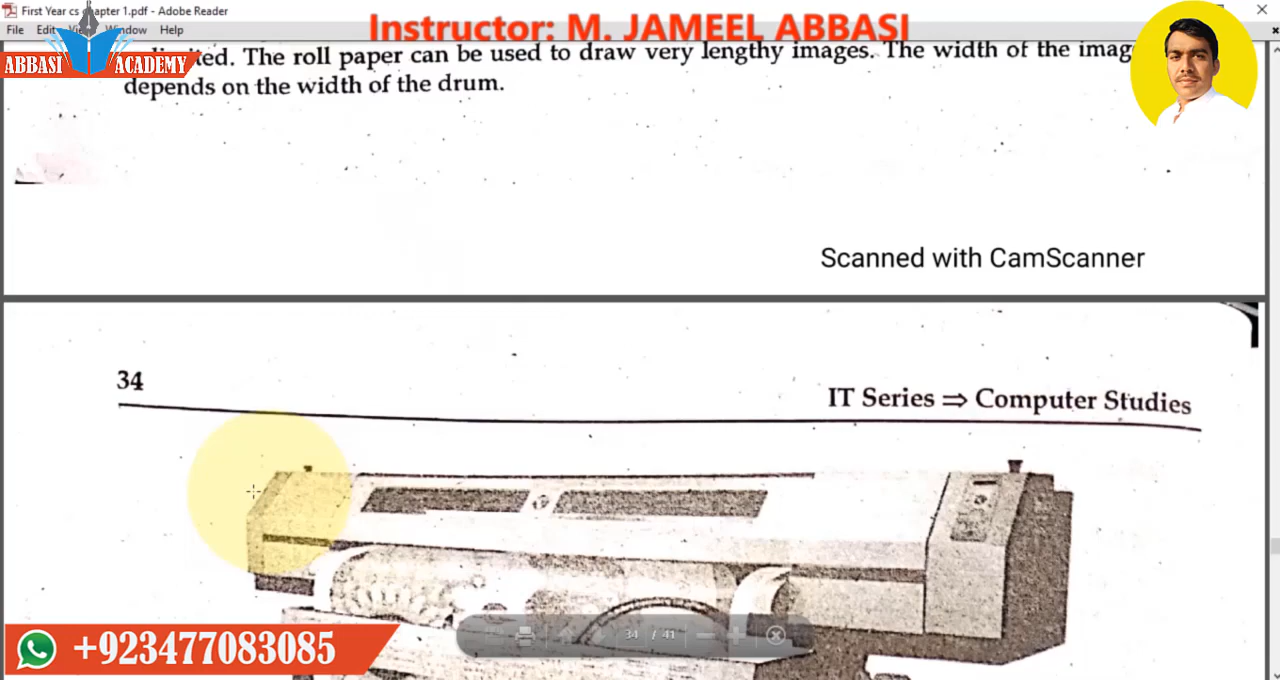 First Year cs chapter 1.pdf - Adobe Reader
File Edit View Window Help
Instructor: M. JAMEEL ABBASI
ABBASI ACADEMY
The roll paper can be used to draw very lengthy images. The width of the
depends on the width of the drum.
Scanned with CamScanner
34
IT Series ⇒ Computer Studies
34 / 41
+923477083085